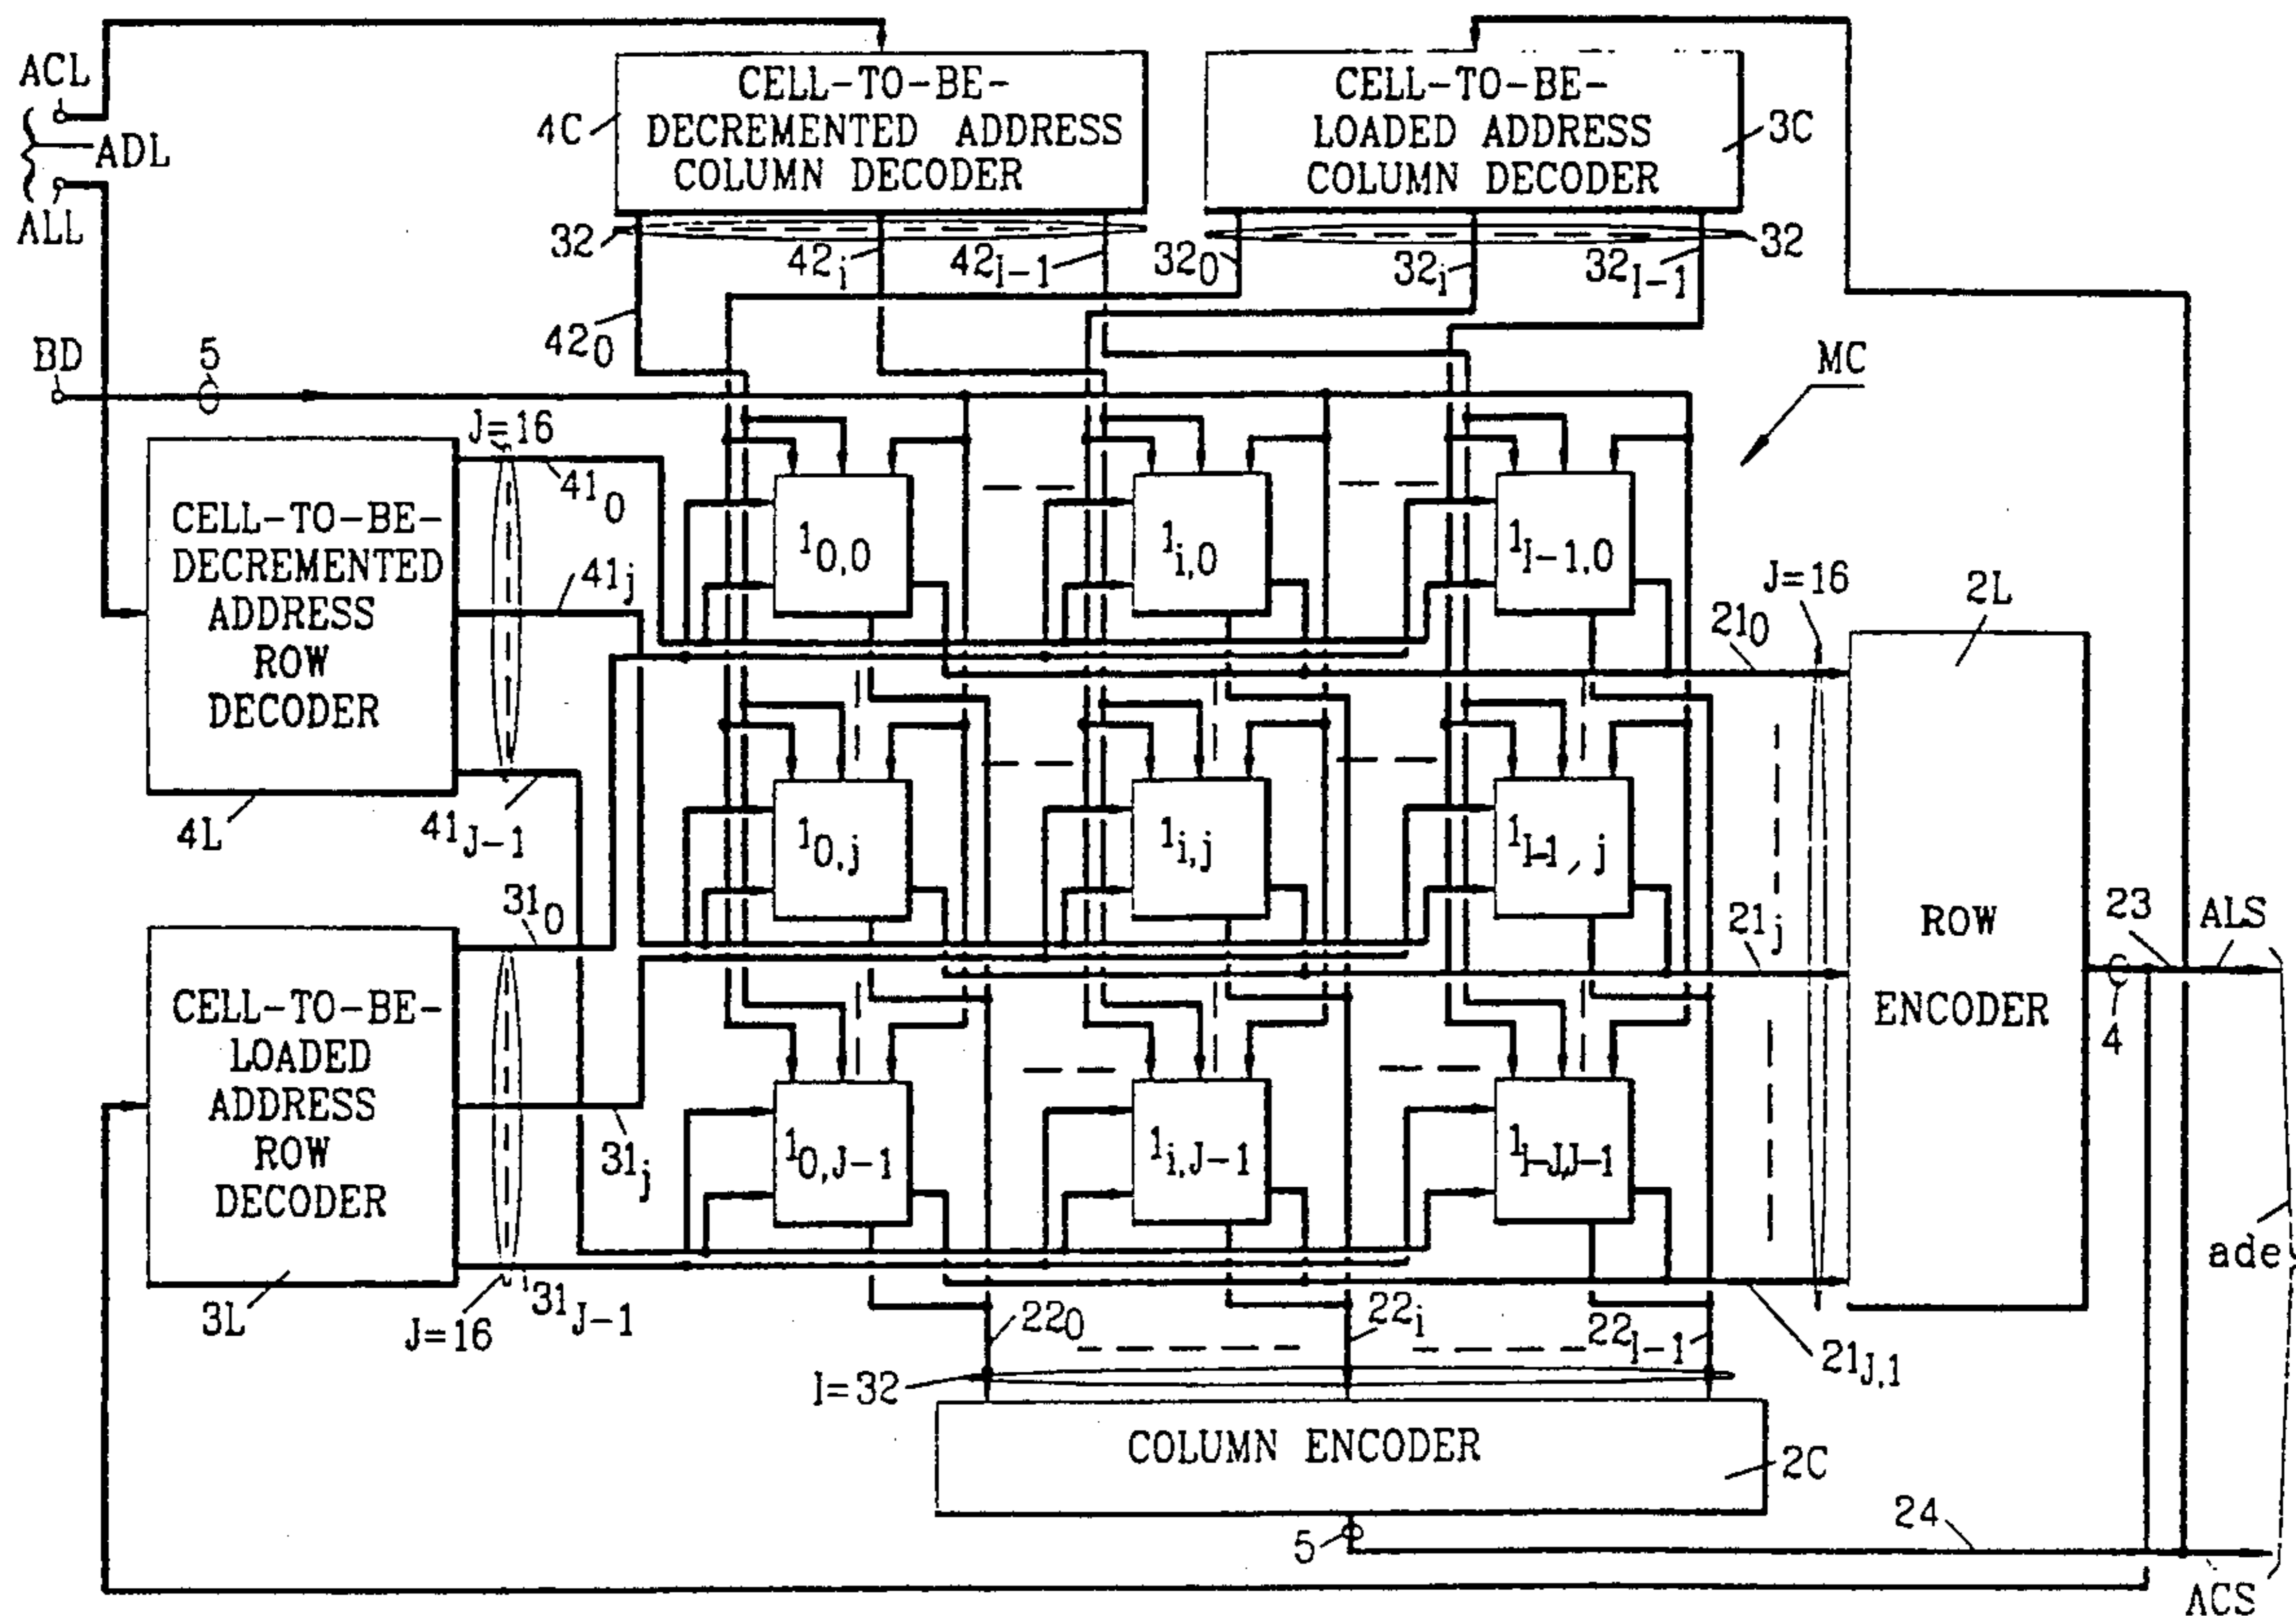 ACL
ADL
ALL
BD
5
4C
CELL-TO-BE-
DECREMENTED ADDRESS
COLUMN DECODER
CELL-TO-BE-
LOADED ADDRESS
COLUMN DECODER
3C
32
42i
42I-1
320
32i
32I-1
32
420
MC
J=16
410
CELL-TO-BE-
DECREMENTED
ADDRESS
ROW
DECODER
41j
41J-1
4L
10,0
1i,0
1I-1,0
J=16
2L
210
10,j
1i,j
1I-1,j
21j
ROW
ENCODER
23
ALS
4
310
CELL-TO-BE-
LOADED
ADDRESS
ROW
DECODER
31j
3L
J=16
31J-1
10,J-1
1i,J-1
1I-J,J-1
ade
220
22i
22I-1
21J,1
I=32
COLUMN ENCODER
2C
5
24
ACS